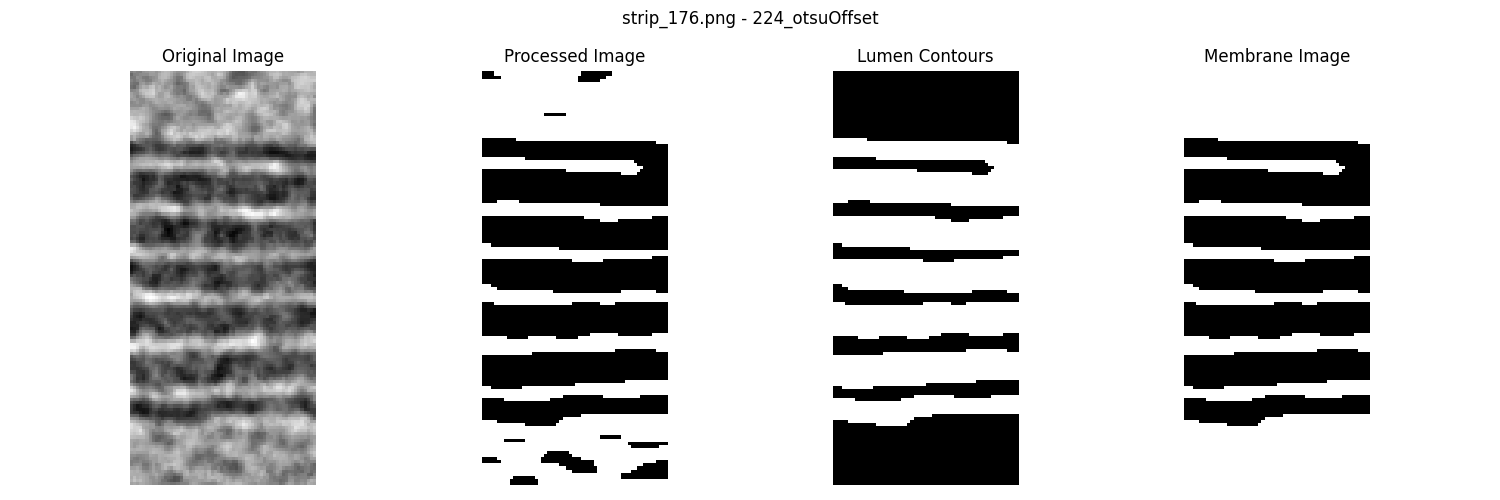 strip_176.png - 224_otsuOffset
Original Image
Processed Image
Lumen Contours
Membrane Image